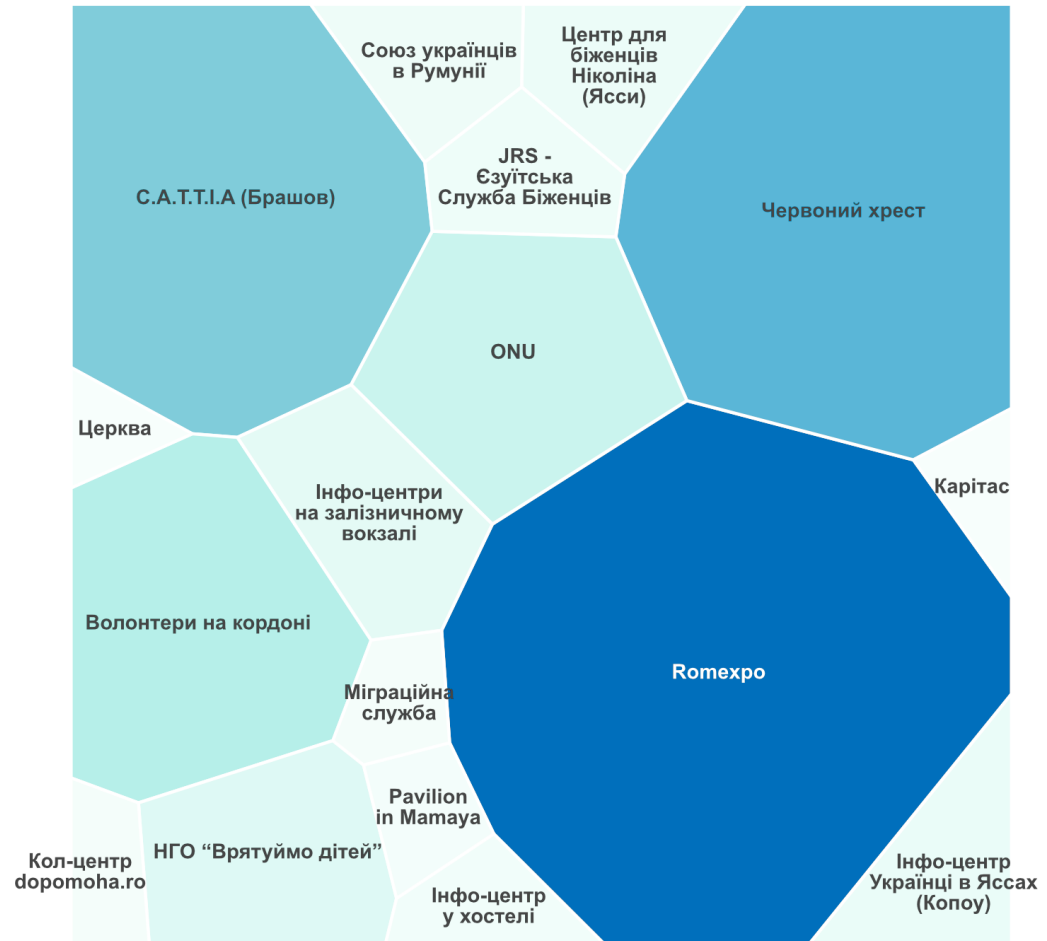 Союз українців
в Румунії
Центр для
біженців
Ніколіна
(Ясси)
JRS -
Єзуїтська
Служба Біженців
С.А.Т.Т.І.А (Брашов)
Червоний хрест
ONU
Церква
Інфо-центри
на залізничному
вокзалі
Карітас
Волонтери на кордоні
Romexpo
Міграційна
служба
Pavilion
in Mamaya
НГО “Врятуймо дітей”
Кол-центр
dopomoha.ro
Інфо-центр
у хостелі
Інфо-центр
Українці в Яссах
(Копоу)